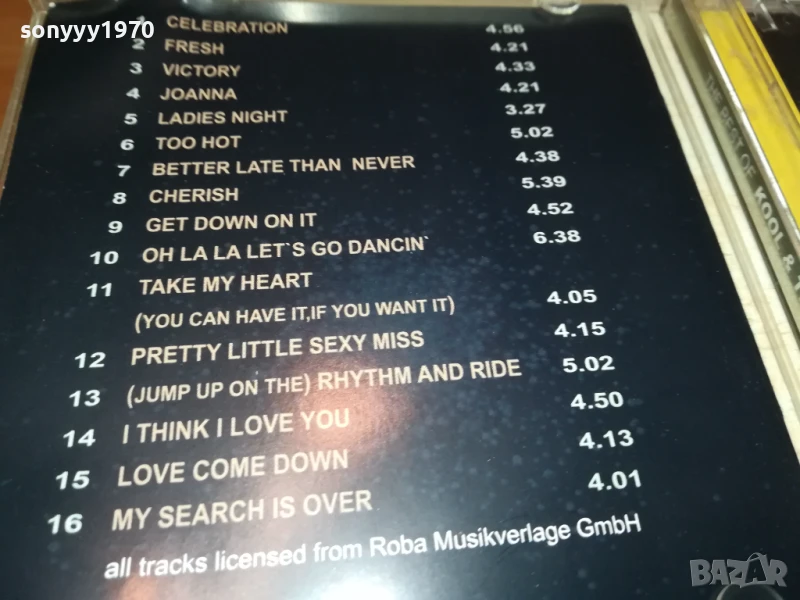 sonyyy1970
1 CELEBRATION 4.56
2 FRESH 4.21
3 VICTORY 4.33
4 JOANNA 4.21
5 LADIES NIGHT 3.27
6 TOO HOT 5.02
7 BETTER LATE THAN NEVER 4.38
8 CHERISH 5.39
9 GET DOWN ON IT 4.52
10 OH LA LA LET`S GO DANCIN` 6.38
11 TAKE MY HEART
(YOU CAN HAVE IT,IF YOU WANT IT) 4.05
12 PRETTY LITTLE SEXY MISS 4.15
13 (JUMP UP ON THE) RHYTHM AND RIDE 5.02
14 I THINK I LOVE YOU 4.50
15 LOVE COME DOWN 4.13
16 MY SEARCH IS OVER 4.01
all tracks licensed from Roba Musikverlage GmbH
THE BEST OF KOOL &
BAZAR